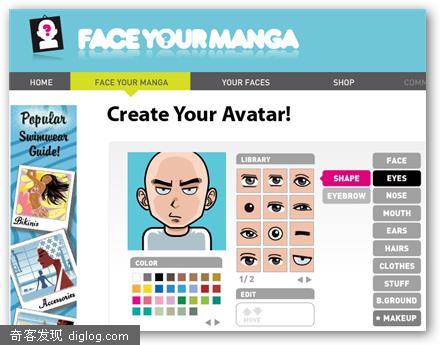 FACE YOUR MANGA
HOME
FACE YOUR MANGA
YOUR FACES
SHOP
COMM
Popular
Swimwear
Guide!
Bikinis
Accessories
Create Your Avatar!
COLOR
LIBRARY
1/2
EDIT
MOVE
SHAPE
EYEBROW
FACE
EYES
NOSE
MOUTH
EARS
HAIRS
CLOTHES
STUFF
B.GROUND
★ MAKEUP
奇客发现 diglog.com